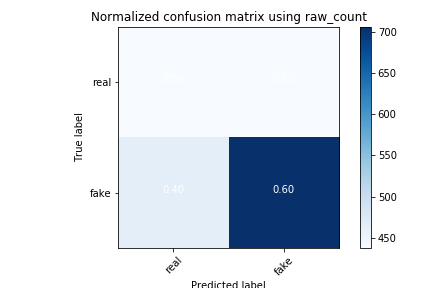 Normalized confusion matrix using raw_count
700
real
650
True label
600
550
fake
0.40
0.60
500
450
real
fake
Predicted label